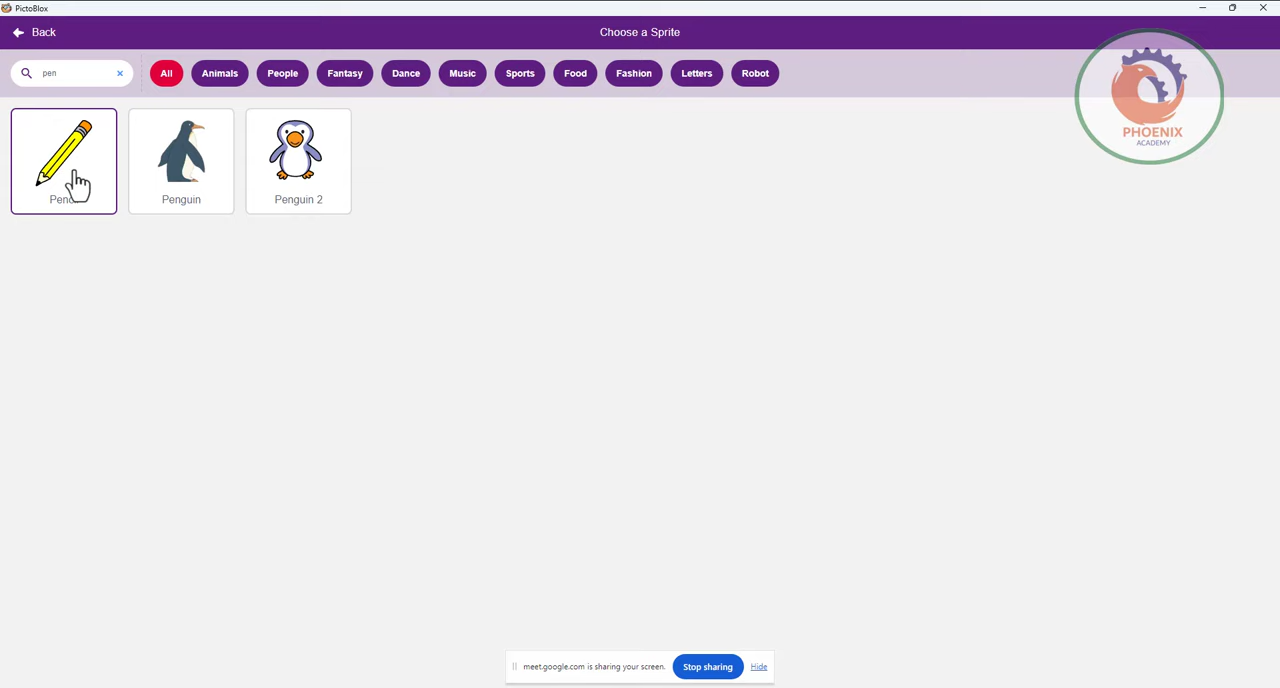 PictoBlox
Back
Choose a Sprite
pen
All
Animals
People
Fantasy
Dance
Music
Sports
Food
Fashion
Letters
Robot
PHOENIX
ACADEMY
Penguin
Penguin 2
meet.google.com is sharing your screen.
Stop sharing
Hide